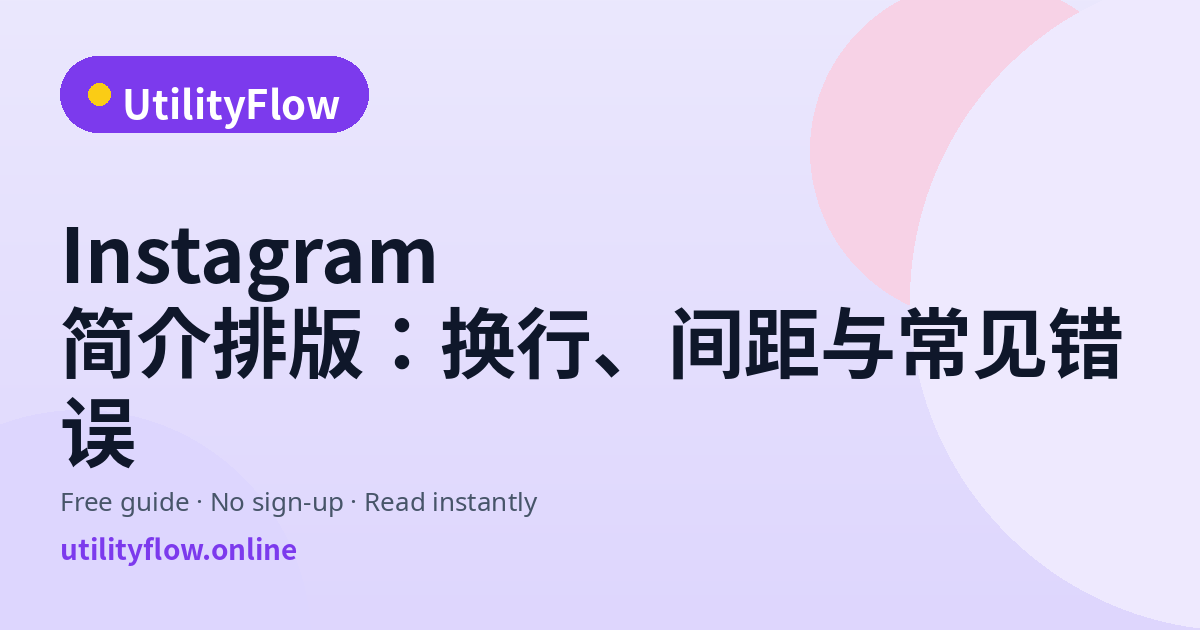 UtilityFlow
Instagram
简介排版：换行、间距与常见错
误
Free guide · No sign-up · Read instantly
utilityflow.online